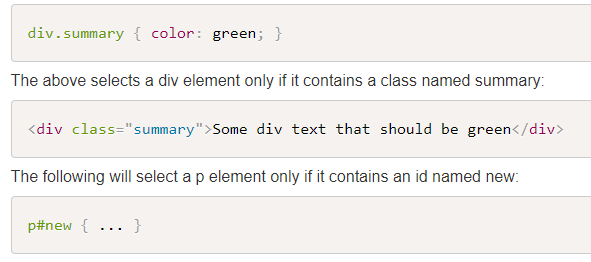 div.summary { color: green; }
The above selects a div element only if it contains a class named summary:
<div class="summary">Some div text that should be green</div>
The following will select a p element only if it contains an id named new:
p#new { ... }